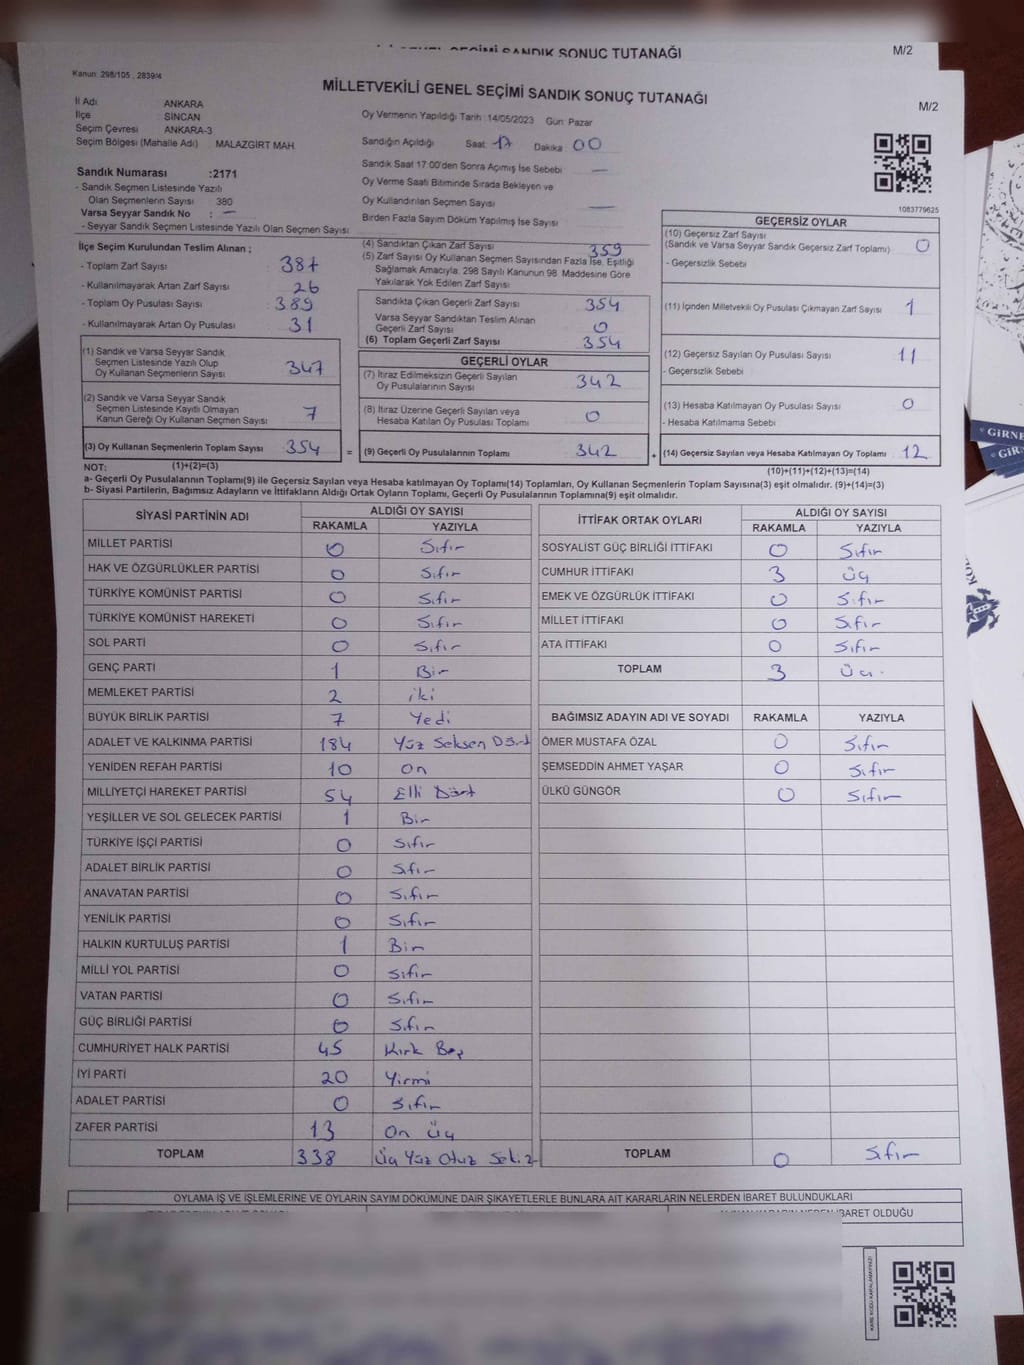 SEÇİMİ SANDIK SONUÇ TUTANAĞI
M/2
Kanun: 298/105 , 2839/4
MİLLETVEKİLİ GENEL SEÇİMİ SANDIK SONUÇ TUTANAĞI
M/2
İl Adı ANKARA
İlçe SİNCAN
Seçim Çevresi ANKARA-3
Seçim Bölgesi (Mahalle Adı) MALAZGİRT MAH.
Oy Vermenin Yapıldığı Tarih :14/05/2023 Gün: Pazar
Sandığın Açıldığı Saat: 17 Dakika 00
Sandık Saat 17:00'den Sonra Açımış İse Sebebi —
Oy Verme Saati Bitiminde Sırada Bekleyen ve
Oy Kullandırılan Seçmen Sayısı —
Birden Fazla Sayım Döküm Yapılmış İse Sayısı
Sandık Numarası :2171
- Sandık Seçmen Listesinde Yazılı
Olan Seçmenlerin Sayısı 380
Varsa Seyyar Sandık No : —
- Seyyar Sandık Seçmen Listesinde Yazılı Olan Seçmen Sayısı
1083779625
İlçe Seçim Kurulundan Teslim Alınan ;
- Toplam Zarf Sayısı 387
- Kullanılmayarak Artan Zarf Sayısı 26
- Toplam Oy Pusulası Sayısı 389
- Kullanılmayarak Artan Oy Pusulası 31
(1) Sandık ve Varsa Seyyar Sandık
Seçmen Listesinde Yazılı Olup
Oy Kullanan Seçmenlerin Sayısı 347
(2) Sandık ve Varsa Seyyar Sandık
Seçmen Listesinde Kayıtlı Olmayan
Kanun Gereği Oy Kullanan Seçmen Sayısı 7
(3) Oy Kullanan Seçmenlerin Toplam Sayısı 354 =
(4) Sandıktan Çıkan Zarf Sayısı 359
(5) Zarf Sayısı Oy Kullanan Seçmen Sayısından Fazla İse, Eşitliği
Sağlamak Amacıyla, 298 Sayılı Kanunun 98. Maddesine Göre
Yakılarak Yok Edilen Zarf Sayısı
Sandıkta Çıkan Geçerli Zarf Sayısı 354
Varsa Seyyar Sandıktan Teslim Alınan
Geçerli Zarf Sayısı 0
(6) Toplam Geçerli Zarf Sayısı 354
GEÇERLİ OYLAR
(7) İtiraz Edilmeksizin Geçerli Sayılan
Oy Pusulalarının Sayısı 342
(8) İtiraz Üzerine Geçerli Sayılan veya
Hesaba Katılan Oy Pusulası Toplamı 0
(9) Geçerli Oy Pusulalarının Toplamı 342 +
GEÇERSİZ OYLAR
(10) Geçersiz Zarf Sayısı
(Sandık ve Varsa Seyyar Sandık Geçersiz Zarf Toplamı) 0
- Geçersizlik Sebebi
(11) İçinden Milletvekili Oy Pusulası Çıkmayan Zarf Sayısı 1
(12) Geçersiz Sayılan Oy Pusulası Sayısı 11
- Geçersizlik Sebebi
(13) Hesaba Katılmayan Oy Pusulası Sayısı 0
- Hesaba Katılmama Sebebi
(14) Geçersiz Sayılan veya Hesaba Katılmayan Oy Toplamı 12
NOT: (1)+(2)=(3)
(10)+(11)+(12)+(13)=(14)
a- Geçerli Oy Pusulasının Toplamı(9) ile Geçersiz Sayılan veya Hesaba katılmayan Oy Toplamı(14) Toplamları, Oy Kullanan Seçmenlerin Toplam Sayısına(3) eşit olmalıdır. (9)+(14)=(3)
b- Siyasi Partilerin, Bağımsız Adayların ve İttifakların Aldığı Ortak Oyların Toplamı, Geçerli Oy Pusulalarının Toplamına(9) eşit olmalıdır.
SİYASİ PARTİNİN ADI ALDIĞI OY SAYISI
RAKAMLA YAZIYLA
MİLLET PARTİSİ 0 Sıfır
HAK VE ÖZGÜRLÜKLER PARTİSİ 0 Sıfır
TÜRKİYE KOMÜNİST PARTİSİ 0 Sıfır
TÜRKİYE KOMÜNİST HAREKETİ 0 Sıfır
SOL PARTİ 0 Sıfır
GENÇ PARTİ 1 Bir
MEMLEKET PARTİSİ 2 iki
BÜYÜK BİRLİK PARTİSİ 7 Yedi
ADALET VE KALKINMA PARTİSİ 184 Yüz Seksen Dört
YENİDEN REFAH PARTİSİ 10 On
MİLLİYETÇİ HAREKET PARTİSİ 54 Elli Dört
YEŞİLLER VE SOL GELECEK PARTİSİ 1 Bir
TÜRKİYE İŞÇİ PARTİSİ 0 Sıfır
ADALET BİRLİK PARTİSİ 0 Sıfır
ANAVATAN PARTİSİ 0 Sıfır
YENİLİK PARTİSİ 0 Sıfır
HALKIN KURTULUŞ PARTİSİ 1 Bir
MİLLİ YOL PARTİSİ 0 Sıfır
VATAN PARTİSİ 0 Sıfır
GÜÇ BİRLİĞİ PARTİSİ 0 Sıfır
CUMHURİYET HALK PARTİSİ 45 Kırk Beş
İYİ PARTİ 20 Yirmi
ADALET PARTİSİ 0 Sıfır
ZAFER PARTİSİ 13 On Üç
TOPLAM 338 Üç Yüz Otuz Sekiz
İTTİFAK ORTAK OYLARI ALDIĞI OY SAYISI
RAKAMLA YAZIYLA
SOSYALİST GÜÇ BİRLİĞİ İTTİFAKI 0 Sıfır
CUMHUR İTTİFAKI 3 Üç
EMEK VE ÖZGÜRLÜK İTTİFAKI 0 Sıfır
MİLLET İTTİFAKI 0 Sıfır
ATA İTTİFAKI 0 Sıfır
TOPLAM 3 Üç
BAĞIMSIZ ADAYIN ADI VE SOYADI RAKAMLA YAZIYLA
ÖMER MUSTAFA ÖZAL 0 Sıfır
ŞEMSEDDİN AHMET YAŞAR 0 Sıfır
ÜLKÜ GÜNGÖR 0 Sıfır
TOPLAM 0 Sıfır
OYLAMA İŞ VE İŞLEMLERİNE VE OYLARIN SAYIM DÖKÜMÜNE DAİR ŞİKAYETLERLE BUNLARA AİT KARARLARIN NELERDEN İBARET BULUNDUKLARI
İBARET OLDUĞU
KARE KODU KARALAMAYINIZ!
GİRNE
GİR